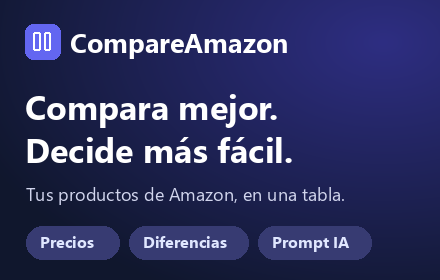 CompareAmazon
Compara mejor.
Decide más fácil.
Tus productos de Amazon, en una tabla.
Precios Diferencias Prompt IA